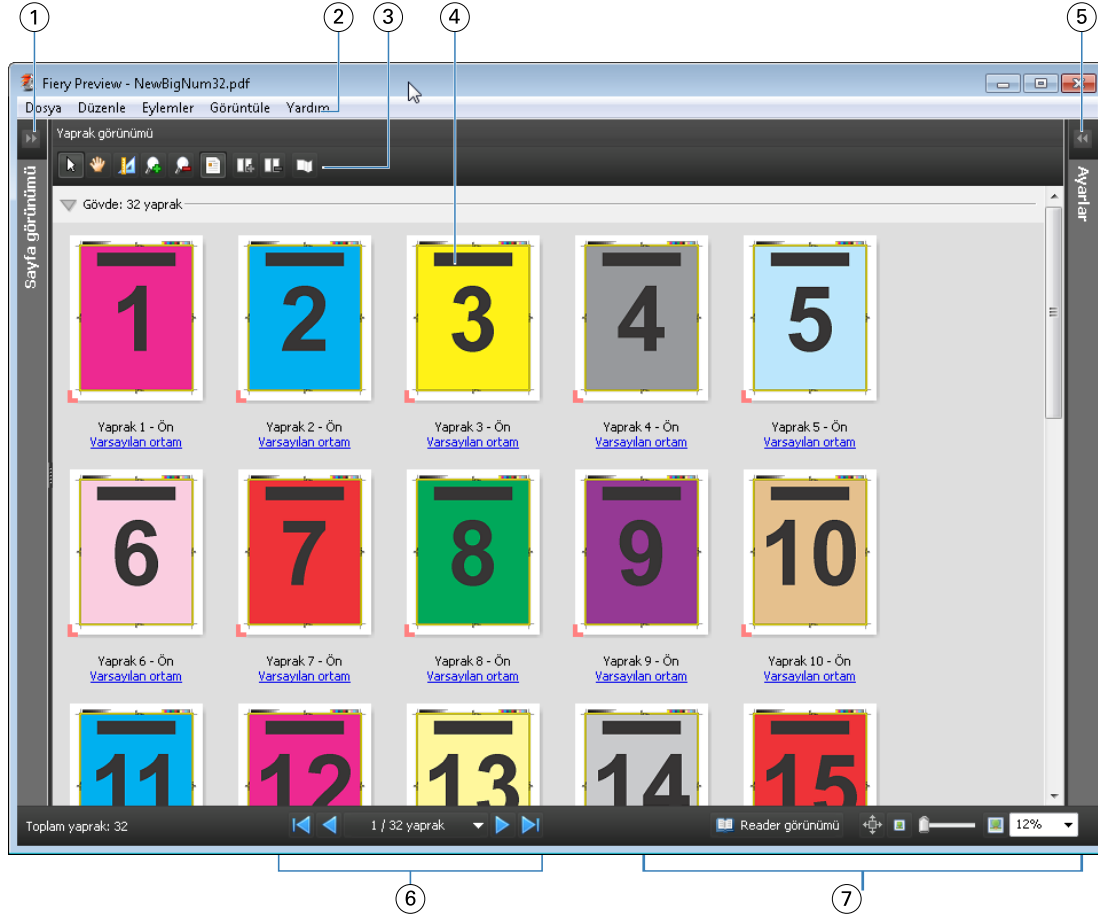 1 2 3 4 5
Fiery Preview - NewBigNum32.pdf
Dosya Düzenle Eylemler Görüntüle Yardım
Yaprak görünümü
Sayfa görünümü
Ayarlar
Gövde: 32 yaprak
1 2 3 4 5
Yaprak 1 - Ön Yaprak 2 - Ön Yaprak 3 - Ön Yaprak 4 - Ön Yaprak 5 - Ön
Varsayılan ortam Varsayılan ortam Varsayılan ortam Varsayılan ortam Varsayılan ortam
6 7 8 9 10
Yaprak 6 - Ön Yaprak 7 - Ön Yaprak 8 - Ön Yaprak 9 - Ön Yaprak 10 - Ön
Varsayılan ortam Varsayılan ortam Varsayılan ortam Varsayılan ortam Varsayılan ortam
11 12 13 14 15
Toplam yaprak: 32 1 / 32 yaprak Reader görünümü 12%
6 7